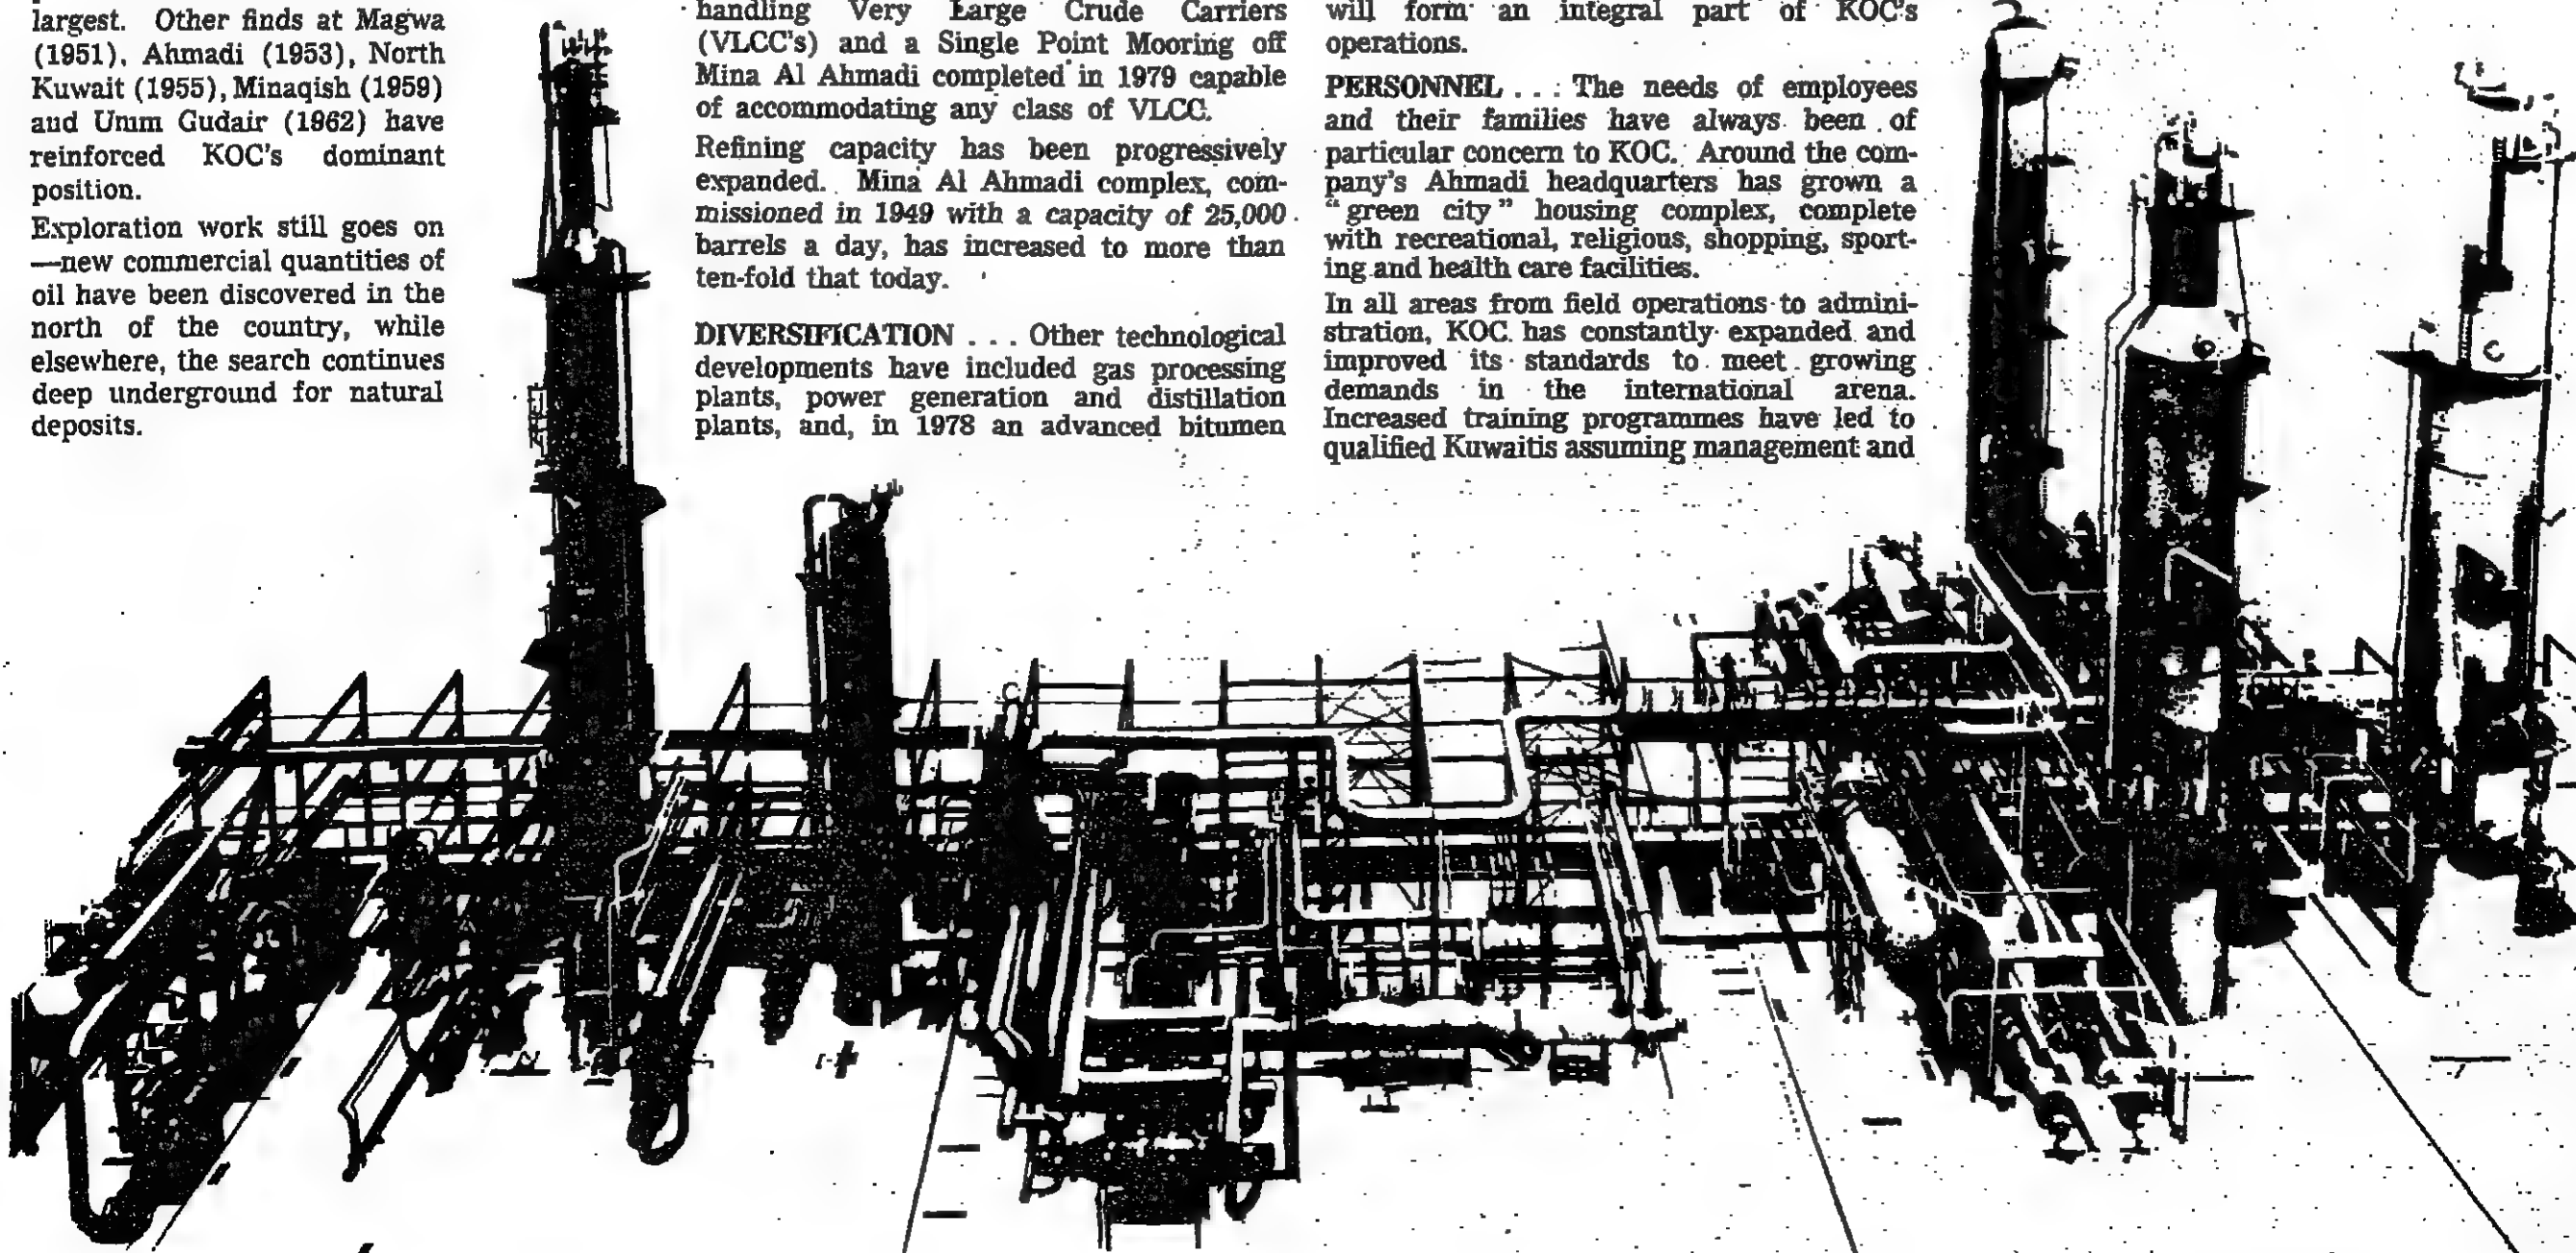 largest. Other finds at Magwa
(1951), Ahmadi (1953), North
Kuwait (1955), Minaqish (1959)
and Umm Gudair (1962) have
reinforced KOC's dominant
position.
Exploration work still goes on
—new commercial quantities of
oil have been discovered in the
north of the country, while
elsewhere, the search continues
deep underground for natural
deposits.
handling Very Large Crude Carriers
(VLCC's) and a Single Point Mooring off
Mina Al Ahmadi completed in 1979 capable
of accommodating any class of VLCC.
Refining capacity has been progressively
expanded. Mina Al Ahmadi complex, com-
missioned in 1949 with a capacity of 25,000
barrels a day, has increased to more than
ten-fold that today.
DIVERSIFICATION . . . Other technological
developments have included gas processing
plants, power generation and distillation
plants, and, in 1978 an advanced bitumen
will form an integral part of KOC's
operations.
PERSONNEL . . . The needs of employees
and their families have always been of
particular concern to KOC. Around the com-
pany's Ahmadi headquarters has grown a
"green city" housing complex, complete
with recreational, religious, shopping, sport-
ing and health care facilities.
In all areas from field operations to admini-
stration, KOC has constantly expanded and
improved its standards to meet growing
demands in the international arena.
Increased training programmes have led to
qualified Kuwaitis assuming management and